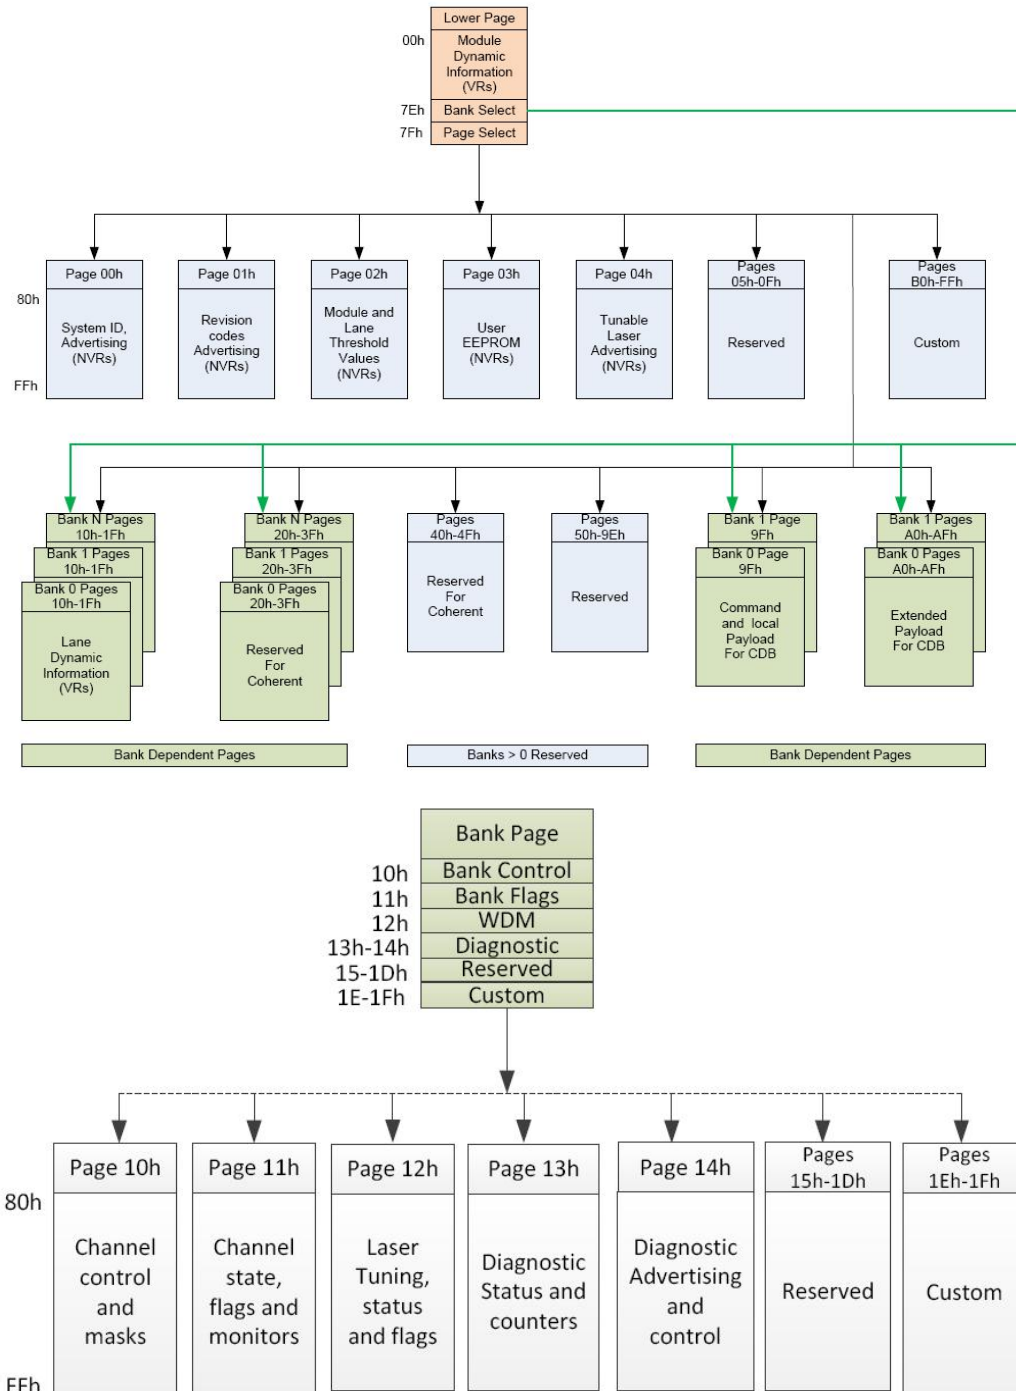 Lower Page
00h
Module
Dynamic
Information
(VRs)
7Eh
Bank Select
7Fh
Page Select
Page 00h
Page 01h
Page 02h
Page 03h
Page 04h
Pages
05h-0Fh
Pages
B0h-FFh
80h
System ID,
Advertising
(NVRs)
Revision
codes
Advertising
(NVRs)
Module and
Lane
Threshold
Values
(NVRs)
User
EEPROM
(NVRs)
Tunable
Laser
Advertising
(NVRs)
Reserved
Custom
FFh
Bank N Pages
10h-1Fh
Bank 1 Pages
10h-1Fh
Bank 0 Pages
10h-1Fh
Lane
Dynamic
Information
(VRs)
Bank N Pages
20h-3Fh
Bank 1 Pages
20h-3Fh
Bank 0 Pages
20h-3Fh
Reserved
For
Coherent
Pages
40h-4Fh
Reserved
For
Coherent
Pages
50h-9Eh
Reserved
Bank 1 Page
9Fh
Bank 0 Page
9Fh
Command
and local
Payload
For CDB
Bank 1 Pages
A0h-AFh
Bank 0 Pages
A0h-AFh
Extended
Payload
For CDB
Bank Dependent Pages
Banks > 0 Reserved
Bank Dependent Pages
Bank Page
10h
Bank Control
11h
Bank Flags
12h
WDM
13h-14h
Diagnostic
15-1Dh
Reserved
1E-1Fh
Custom
Page 10h
Page 11h
Page 12h
Page 13h
Page 14h
Pages
15h-1Dh
Pages
1Eh-1Fh
80h
Channel
control
and
masks
Channel
state,
flags and
monitors
Laser
Tuning,
status
and flags
Diagnostic
Status and
counters
Diagnostic
Advertising
and
control
Reserved
Custom
FFh